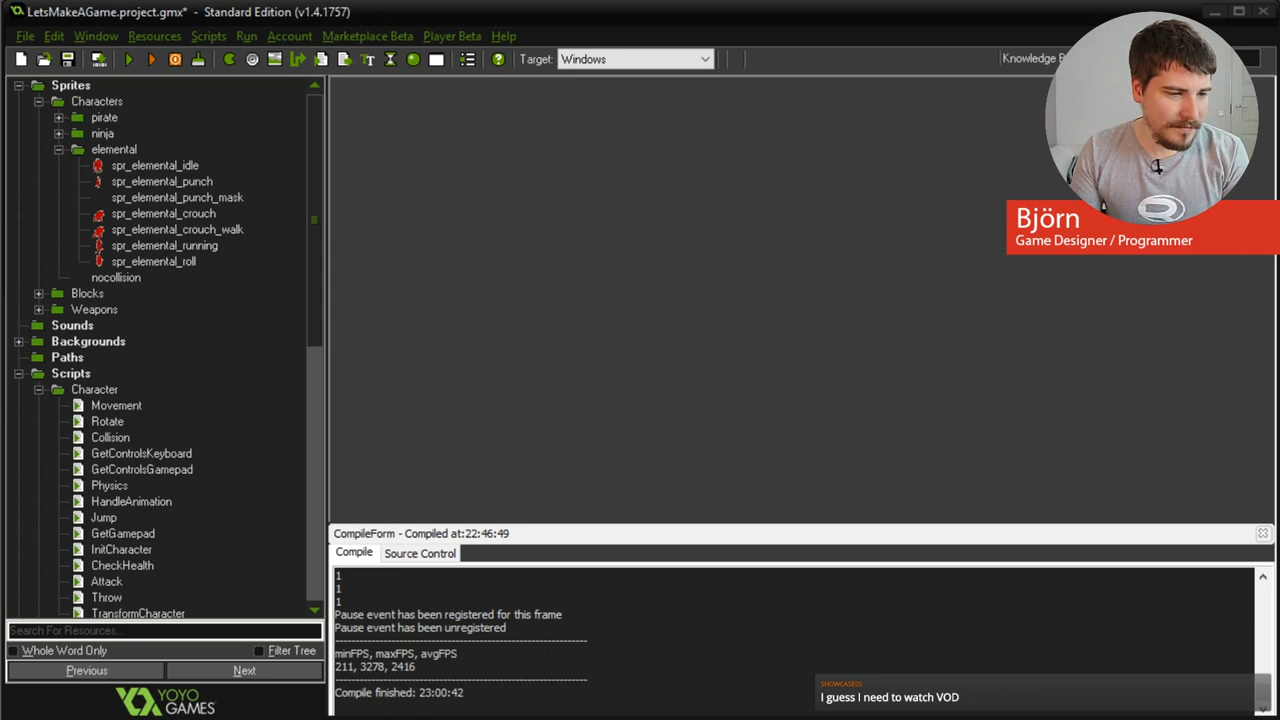 LetsMakeAGame.project.gmx* - Standard Edition (v1.4.1757)
File Edit Window Resources Scripts Run Account Marketplace Beta Player Beta Help
Target: Windows
Knowledge
Sprites
Characters
pirate
ninja
elemental
spr_elemental_idle
spr_elemental_punch
spr_elemental_punch_mask
spr_elemental_crouch
spr_elemental_crouch_walk
spr_elemental_running
spr_elemental_roll
nocollision
Blocks
Weapons
Sounds
Backgrounds
Paths
Scripts
Character
Movement
Rotate
Collision
GetControlsKeyboard
GetControlsGamepad
Physics
HandleAnimation
Jump
GetGamepad
InitCharacter
CheckHealth
Attack
Throw
TransformCharacter
Search For Resources...
Whole Word Only Filter Tree
Previous Next
YOYO
GAMES
Björn
Game Designer / Programmer
CompileForm - Compiled at:22:46:49
Compile Source Control
1
1
1
Pause event has been registered for this frame
Pause event has been unregistered
minFPS, maxFPS, avgFPS
211, 3278, 2416
Compile finished: 23:00:42
SHOWCASE05
I guess I need to watch VOD